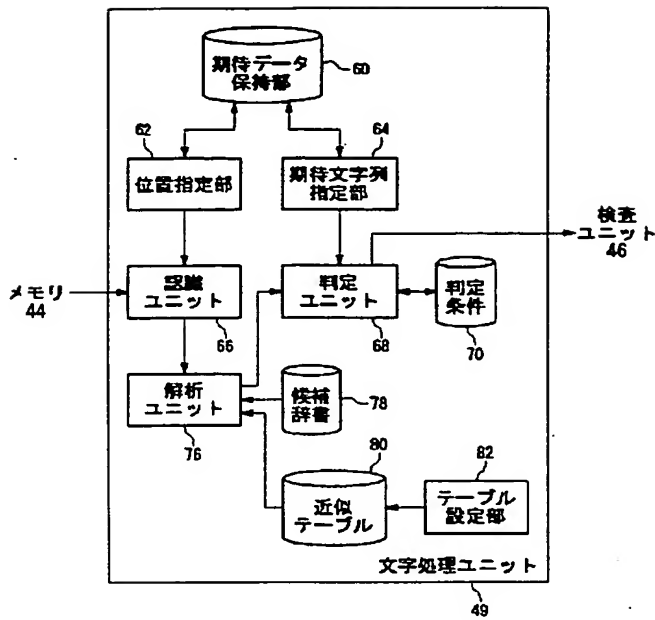 期待データ
保持部
60
62
64
位置指定部
期待文字列
指定部
検査
ユニット
46
メモリ
44
認識
ユニット
66
判定
ユニット
68
判定
条件
70
解析
ユニット
76
候補
辞書
78
80
82
近似
テーブル
テーブル
設定部
文字処理ユニット
49